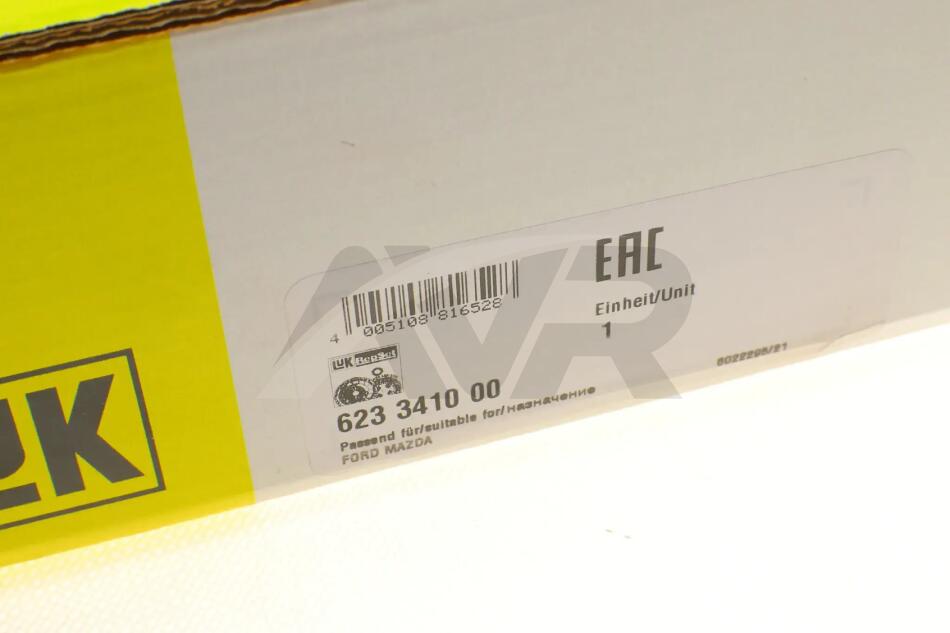 LUK
AVR
EAC
4 005108 816528
Einheit/Unit
1
LUK RepSet
623 3410 00
Passend für/suitable for/назначение
FORD MAZDA
6022295/21